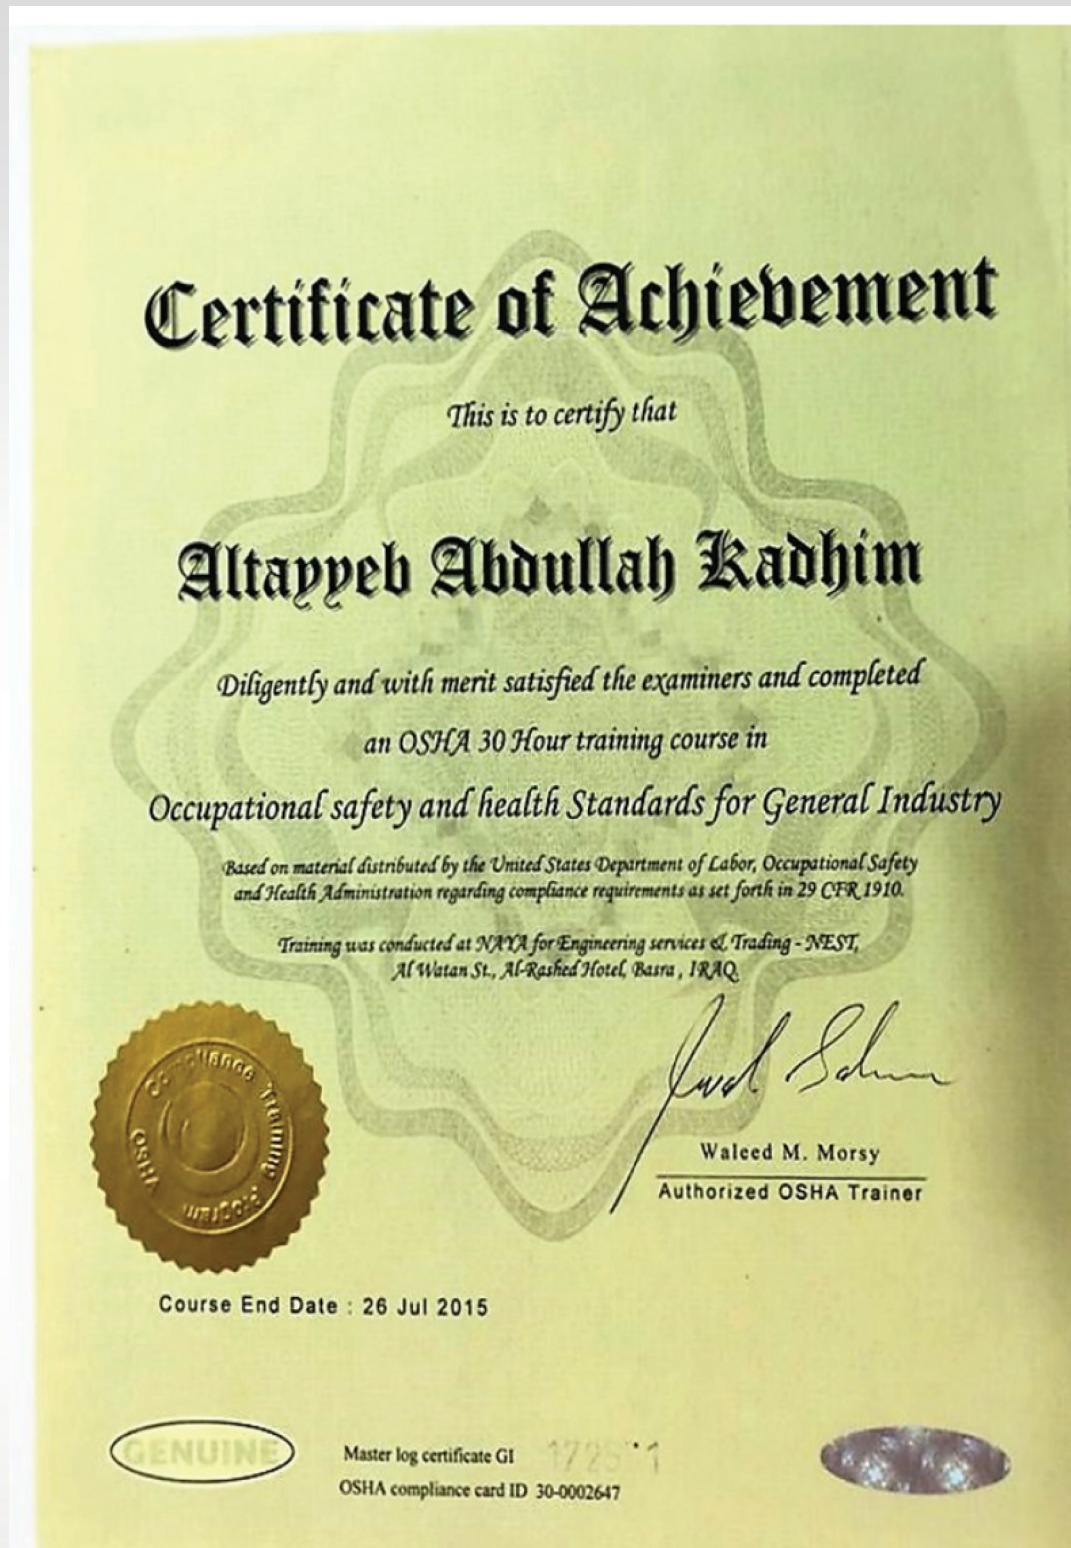 Certificate of Achievement
This is to certify that
Altayyeb Abdullah Kadhim
Diligently and with merit satisfied the examiners and completed
an OSHA 30 Hour training course in
Occupational safety and health Standards for General Industry
Based on material distributed by the United States Department of Labor, Occupational Safety
and Health Administration regarding compliance requirements as set forth in 29 CFR 1910.
Training was conducted at NAYA for Engineering services & Trading - NEST,
Al Watan St., Al-Rashed Hotel, Basra , IRAQ.
OSHA Compliance Training Program
Waleed M. Morsy
Authorized OSHA Trainer
Course End Date : 26 Jul 2015
GENUINE
Master log certificate GI
OSHA compliance card ID 30-0002647